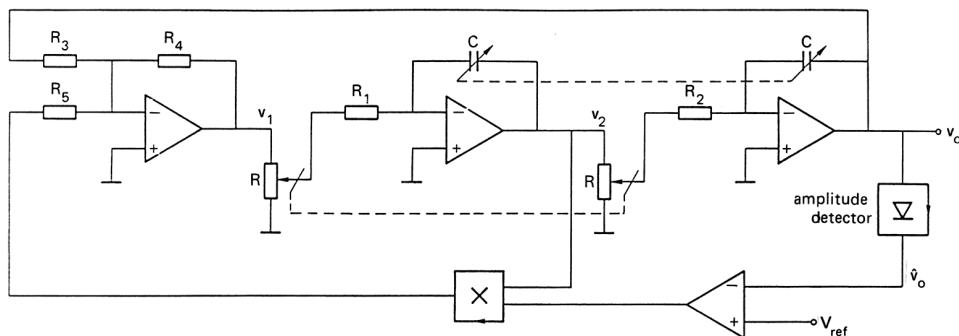 R3
R4
C
C
R5
R1
R2
−
+
v1
−
+
v2
−
+
vo
R
R
amplitude
detector
v̂o
×
−
+
Vref